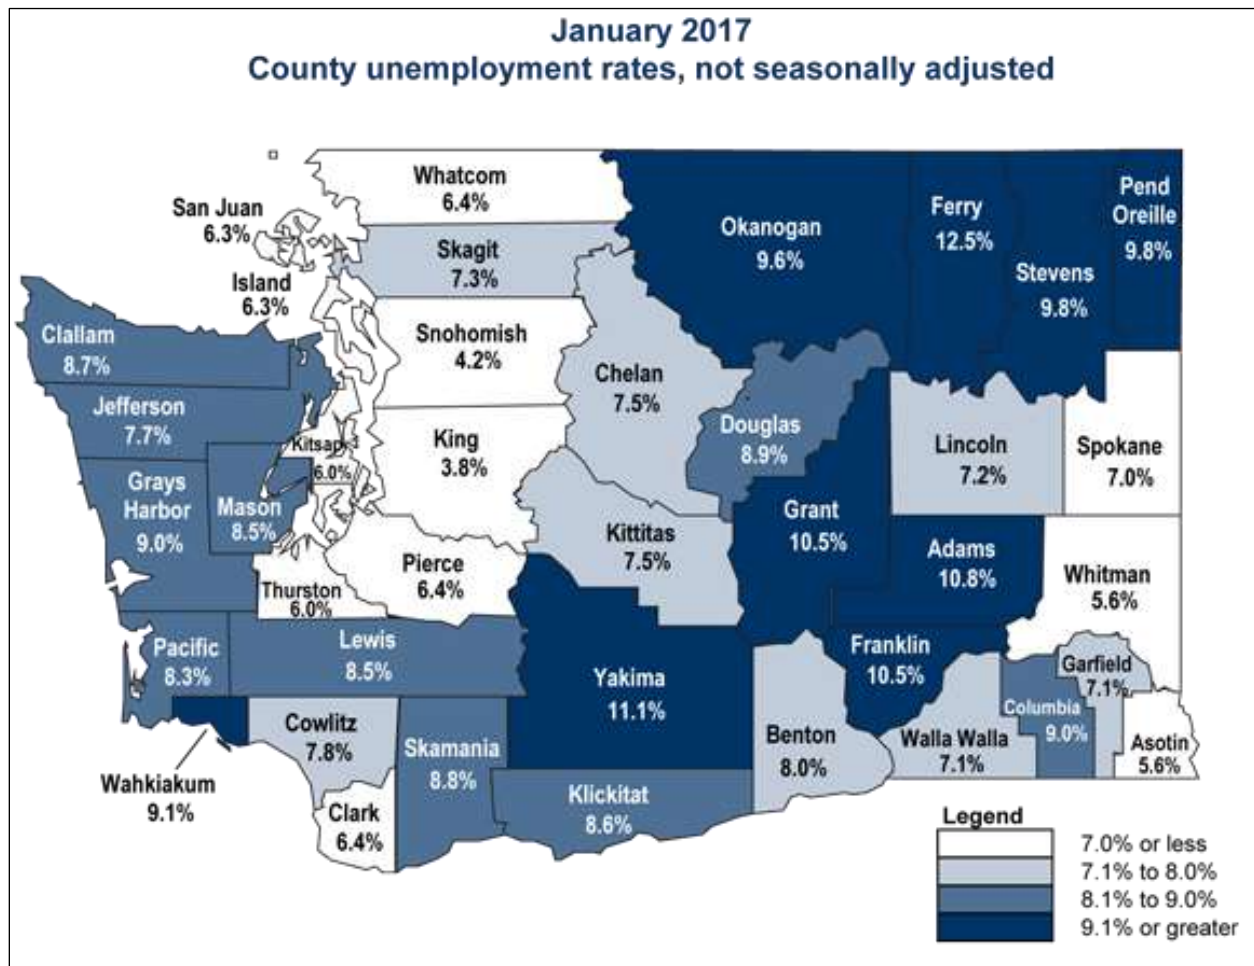 January 2017
County unemployment rates, not seasonally adjusted
Whatcom
6.4%
San Juan
6.3%
Skagit
7.3%
Island
6.3%
Okanogan
9.6%
Ferry
12.5%
Pend
Oreille
9.8%
Stevens
9.8%
Clallam
8.7%
Snohomish
4.2%
Chelan
7.5%
Jefferson
7.7%
Kitsap
6.0%
King
3.8%
Douglas
8.9%
Lincoln
7.2%
Spokane
7.0%
Grays
Harbor
9.0%
Mason
8.5%
Kittitas
7.5%
Grant
10.5%
Adams
10.8%
Pierce
6.4%
Thurston
6.0%
Whitman
5.6%
Pacific
8.3%
Lewis
8.5%
Yakima
11.1%
Franklin
10.5%
Garfield
7.1%
Columbia
9.0%
Cowlitz
7.8%
Skamania
8.8%
Benton
8.0%
Walla Walla
7.1%
Asotin
5.6%
Wahkiakum
9.1%
Clark
6.4%
Klickitat
8.6%
Legend
7.0% or less
7.1% to 8.0%
8.1% to 9.0%
9.1% or greater